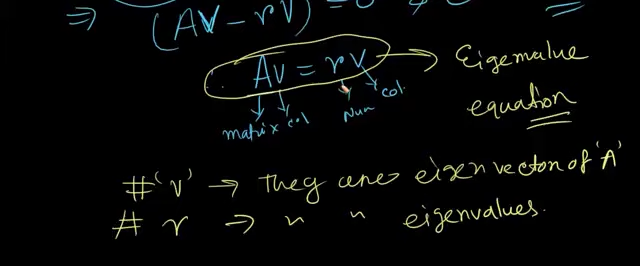 ⇒ (AV - rV) = 0
AV = rV → Eigenvalue
equation
matrix col Num col.
# 'V' → They are eigen vector of 'A'
# r → " " eigenvalues.